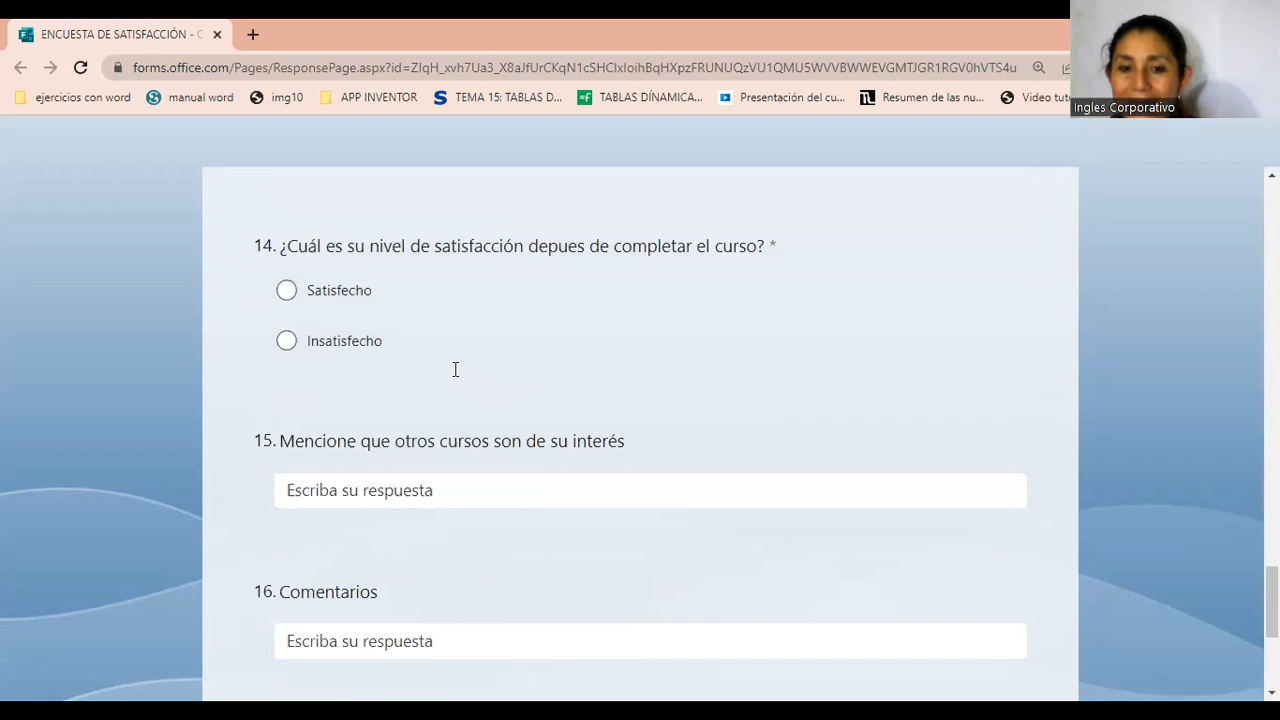 ENCUESTA DE SATISFACCIÓN - C
forms.office.com/Pages/ResponsePage.aspx?id=ZIqH_xvh7Ua3_X8aJfUrCKqN1cSHClxIoihBqHXpzFRUNUQzVU1QMU5WVVBWWEVGMTJGR1RGV0hVTS4u
ejercicios con word
manual word
img10
APP INVENTOR
TEMA 15: TABLAS D...
TABLAS DÍNAMICA...
Presentación del cu...
Resumen de las nu...
Video tut
Ingles Corporativo
14. ¿Cuál es su nivel de satisfacción depues de completar el curso? *
Satisfecho
Insatisfecho
15. Mencione que otros cursos son de su interés
Escriba su respuesta
16. Comentarios
Escriba su respuesta